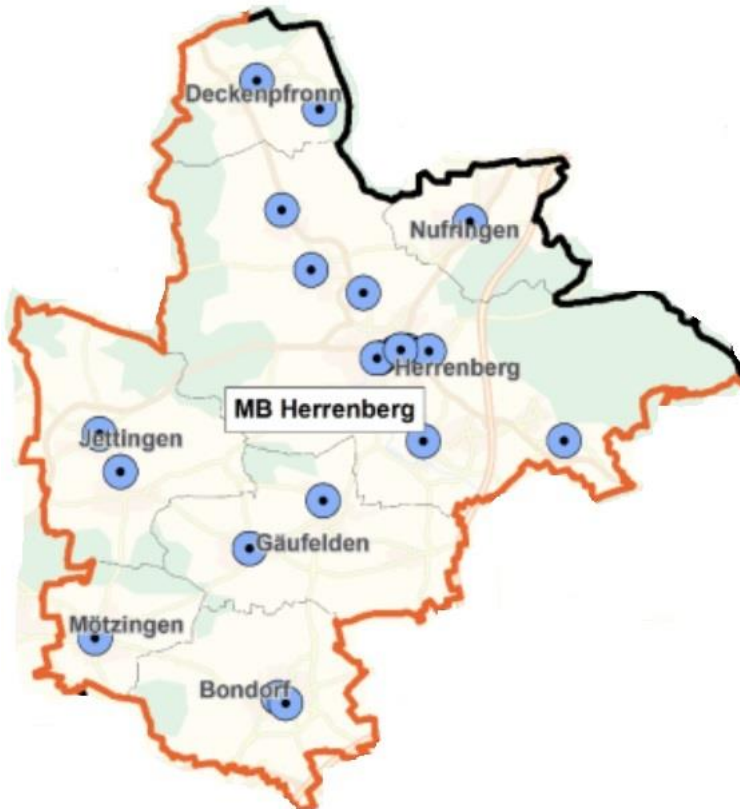 Deckenpfronn
Nufringen
Herrenberg
MB Herrenberg
Jettingen
Gäufelden
Mötzingen
Bondorf